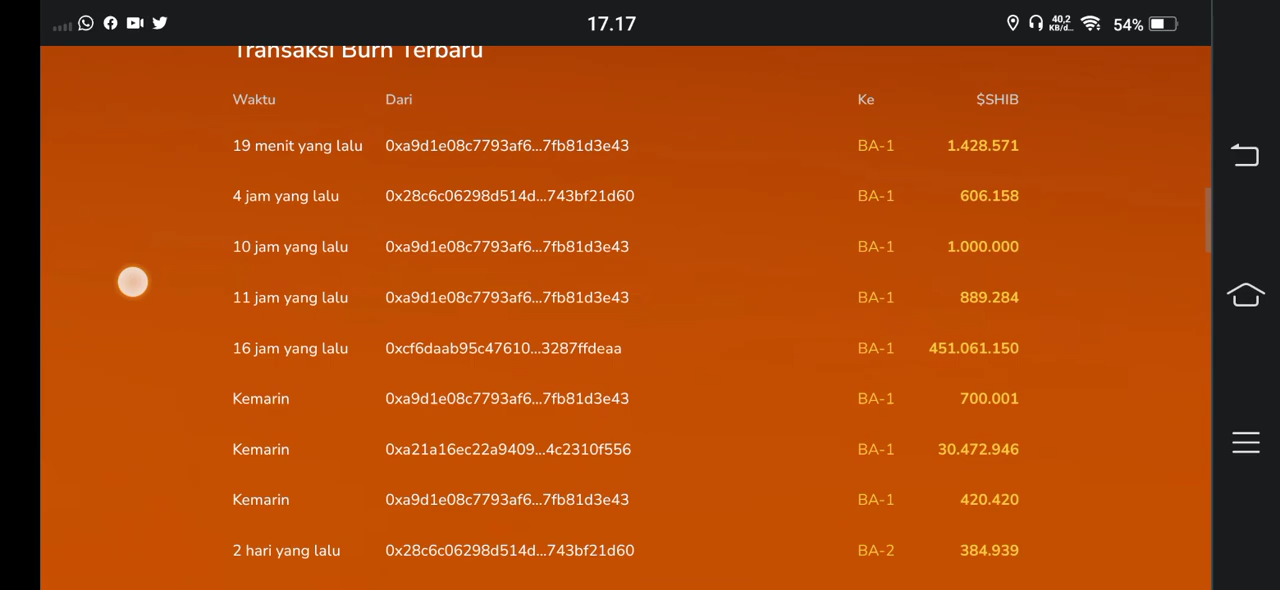 17.17
40,2
KB/d...
54%
Transaksi Burn Terbaru
Waktu Dari Ke $SHIB
19 menit yang lalu 0xa9d1e08c7793af6...7fb81d3e43 BA-1 1.428.571
4 jam yang lalu 0x28c6c06298d514d...743bf21d60 BA-1 606.158
10 jam yang lalu 0xa9d1e08c7793af6...7fb81d3e43 BA-1 1.000.000
11 jam yang lalu 0xa9d1e08c7793af6...7fb81d3e43 BA-1 889.284
16 jam yang lalu 0xcf6daab95c47610...3287ffdeaa BA-1 451.061.150
Kemarin 0xa9d1e08c7793af6...7fb81d3e43 BA-1 700.001
Kemarin 0xa21a16ec22a9409...4c2310f556 BA-1 30.472.946
Kemarin 0xa9d1e08c7793af6...7fb81d3e43 BA-1 420.420
2 hari yang lalu 0x28c6c06298d514d...743bf21d60 BA-2 384.939